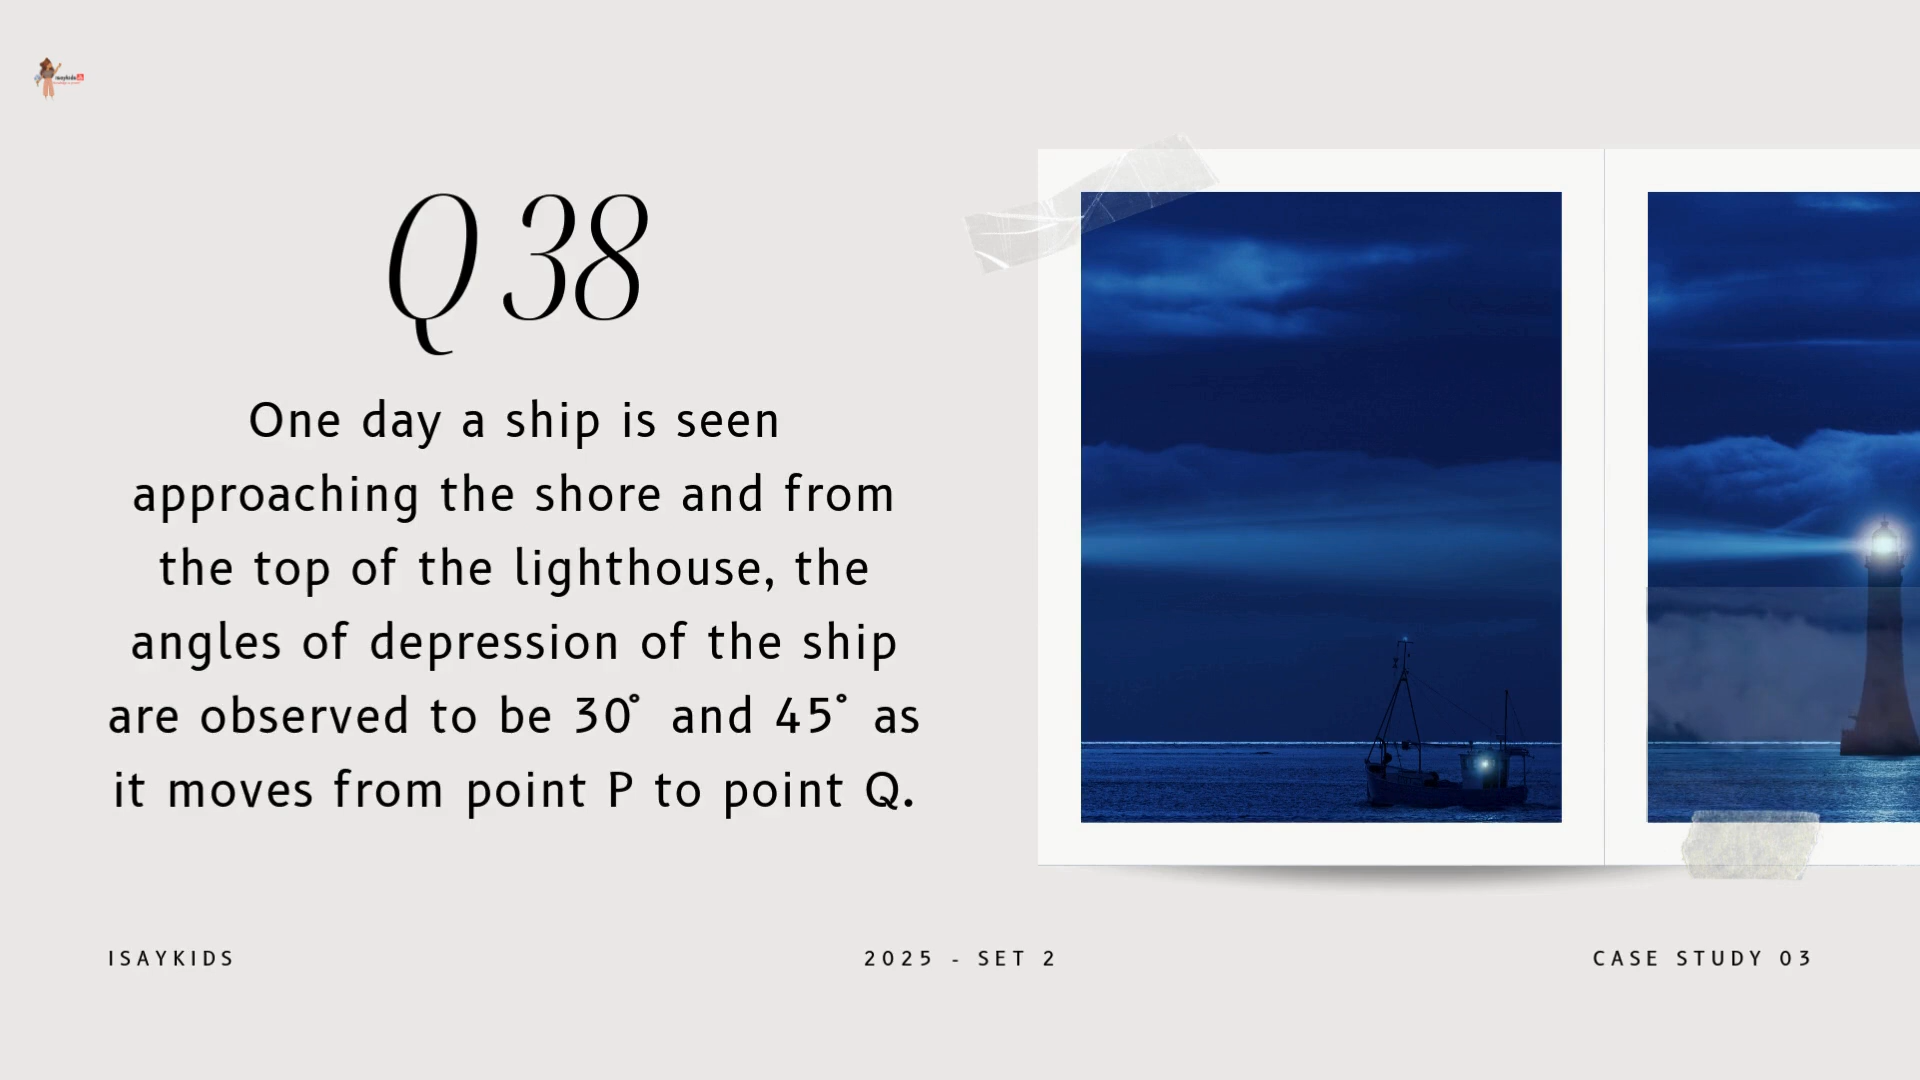 Q 38
One day a ship is seen
approaching the shore and from
the top of the lighthouse, the
angles of depression of the ship
are observed to be 30° and 45° as
it moves from point P to point Q.
ISAYKIDS
2025 - SET 2
CASE STUDY 03